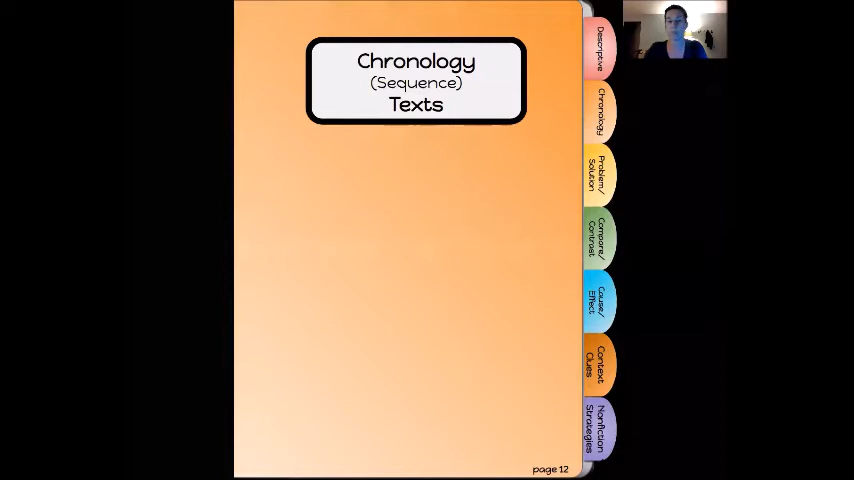 Chronology
(Sequence)
Texts
Descriptive
Chronology
Problem/
Solution
Compare/
Contrast
Cause/
Effect
Context
Clues
Nonfiction
Strategies
page 12